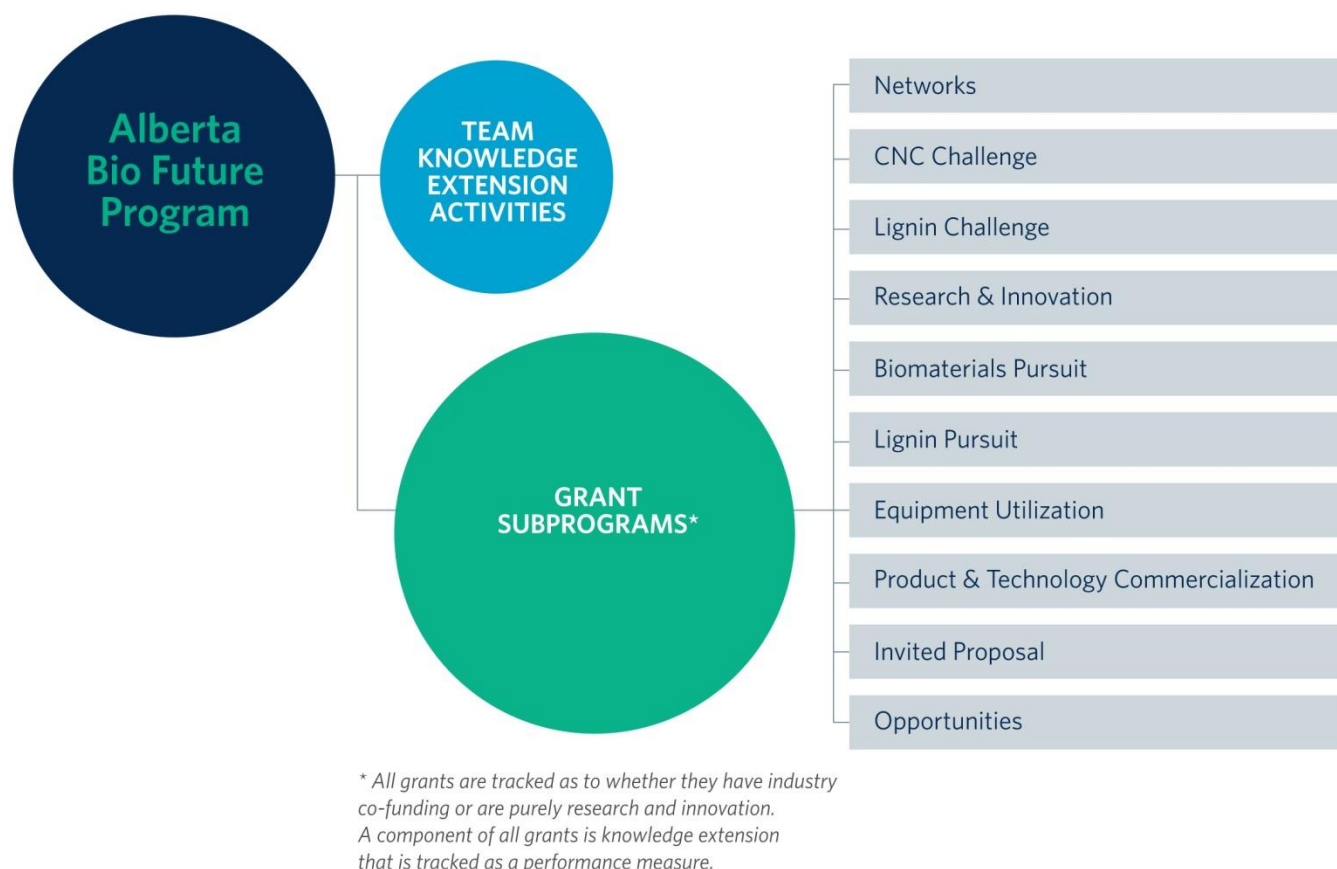 Alberta
Bio Future
Program
TEAM
KNOWLEDGE
EXTENSION
ACTIVITIES
GRANT
SUBPROGRAMS*
Networks
CNC Challenge
Lignin Challenge
Research & Innovation
Biomaterials Pursuit
Lignin Pursuit
Equipment Utilization
Product & Technology Commercialization
Invited Proposal
Opportunities
* All grants are tracked as to whether they have industry
co-funding or are purely research and innovation.
A component of all grants is knowledge extension
that is tracked as a performance measure.